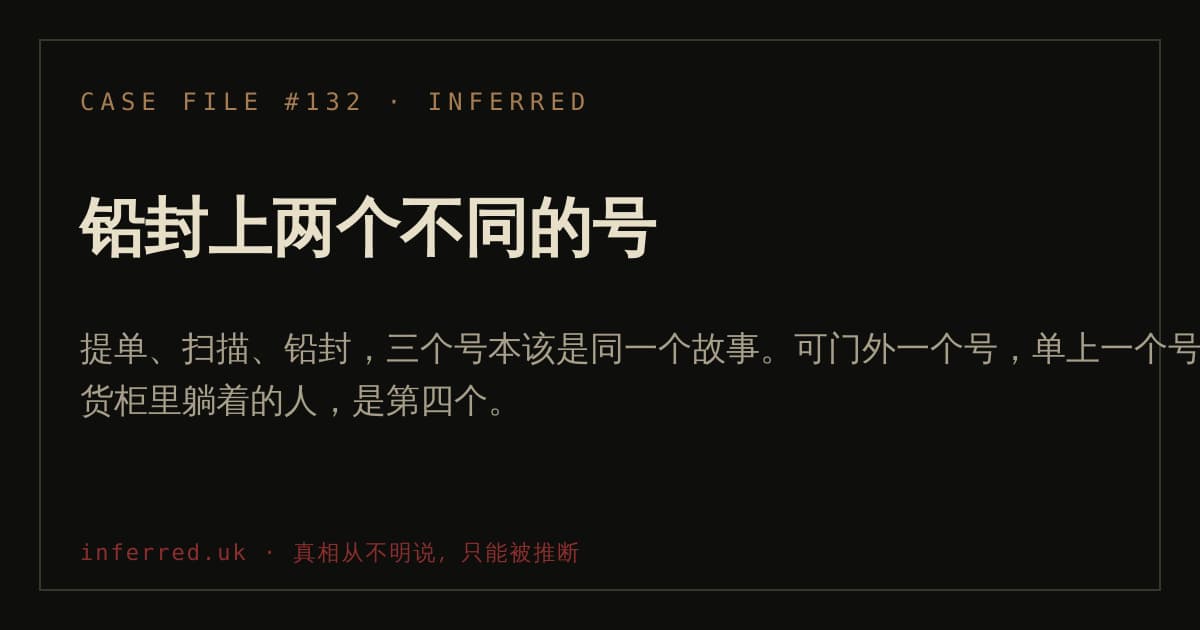 CASE FILE #132 · INFERRED
铅封上两个不同的号
提单、扫描、铅封，三个号本该是同一个故事。可门外一个号，单上一个号
货柜里躺着的人，是第四个。
inferred.uk · 真相从不明说，只能被推断